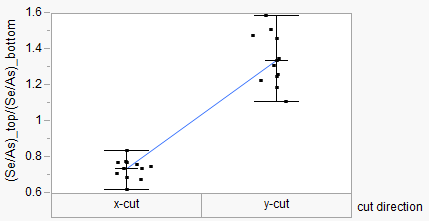 (Se/As)_top/(Se/As)_bottom
1.6
1.4
1.2
1
0.8
0.6
x-cut y-cut
cut direction